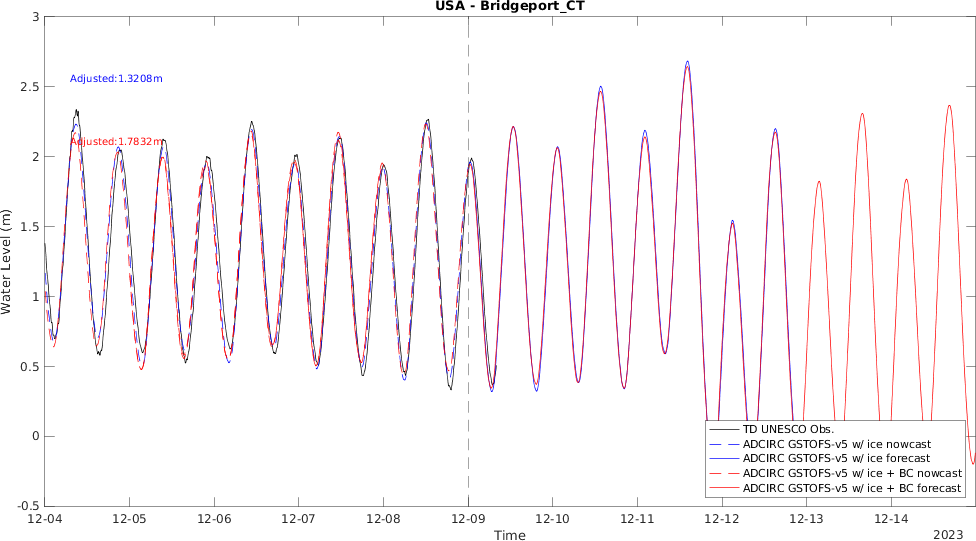 USA - Bridgeport_CT
3
2.5
2
1.5
1
0.5
0
-0.5
Water Level (m)
Adjusted:1.3208m
Adjusted:1.7832m
TD UNESCO Obs.
ADCIRC GSTOFS-v5 w/ ice nowcast
ADCIRC GSTOFS-v5 w/ ice forecast
ADCIRC GSTOFS-v5 w/ ice + BC nowcast
ADCIRC GSTOFS-v5 w/ ice + BC forecast
12-04 12-05 12-06 12-07 12-08 12-09 12-10 12-11 12-12 12-13 12-14
Time
2023